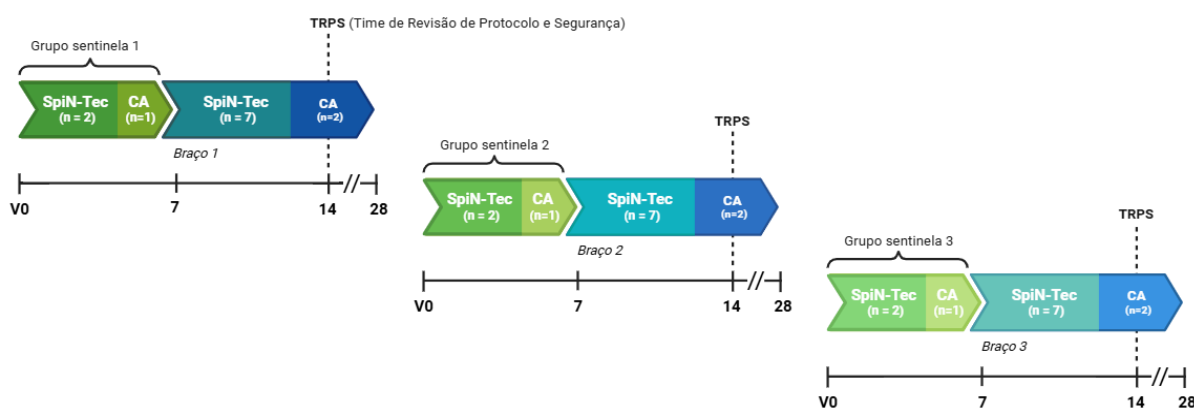 TRPS (Time de Revisão de Protocolo e Segurança)
Grupo sentinela 1
SpiN-Tec
(n = 2)
CA
(n=1)
SpiN-Tec
(n = 7)
CA
(n=2)
Braço 1
V0
7
14
28
TRPS
Grupo sentinela 2
SpiN-Tec
(n = 2)
CA
(n=1)
SpiN-Tec
(n = 7)
CA
(n=2)
Braço 2
V0
7
14
28
TRPS
Grupo sentinela 3
SpiN-Tec
(n = 2)
CA
(n=1)
SpiN-Tec
(n = 7)
CA
(n=2)
Braço 3
V0
7
14
28